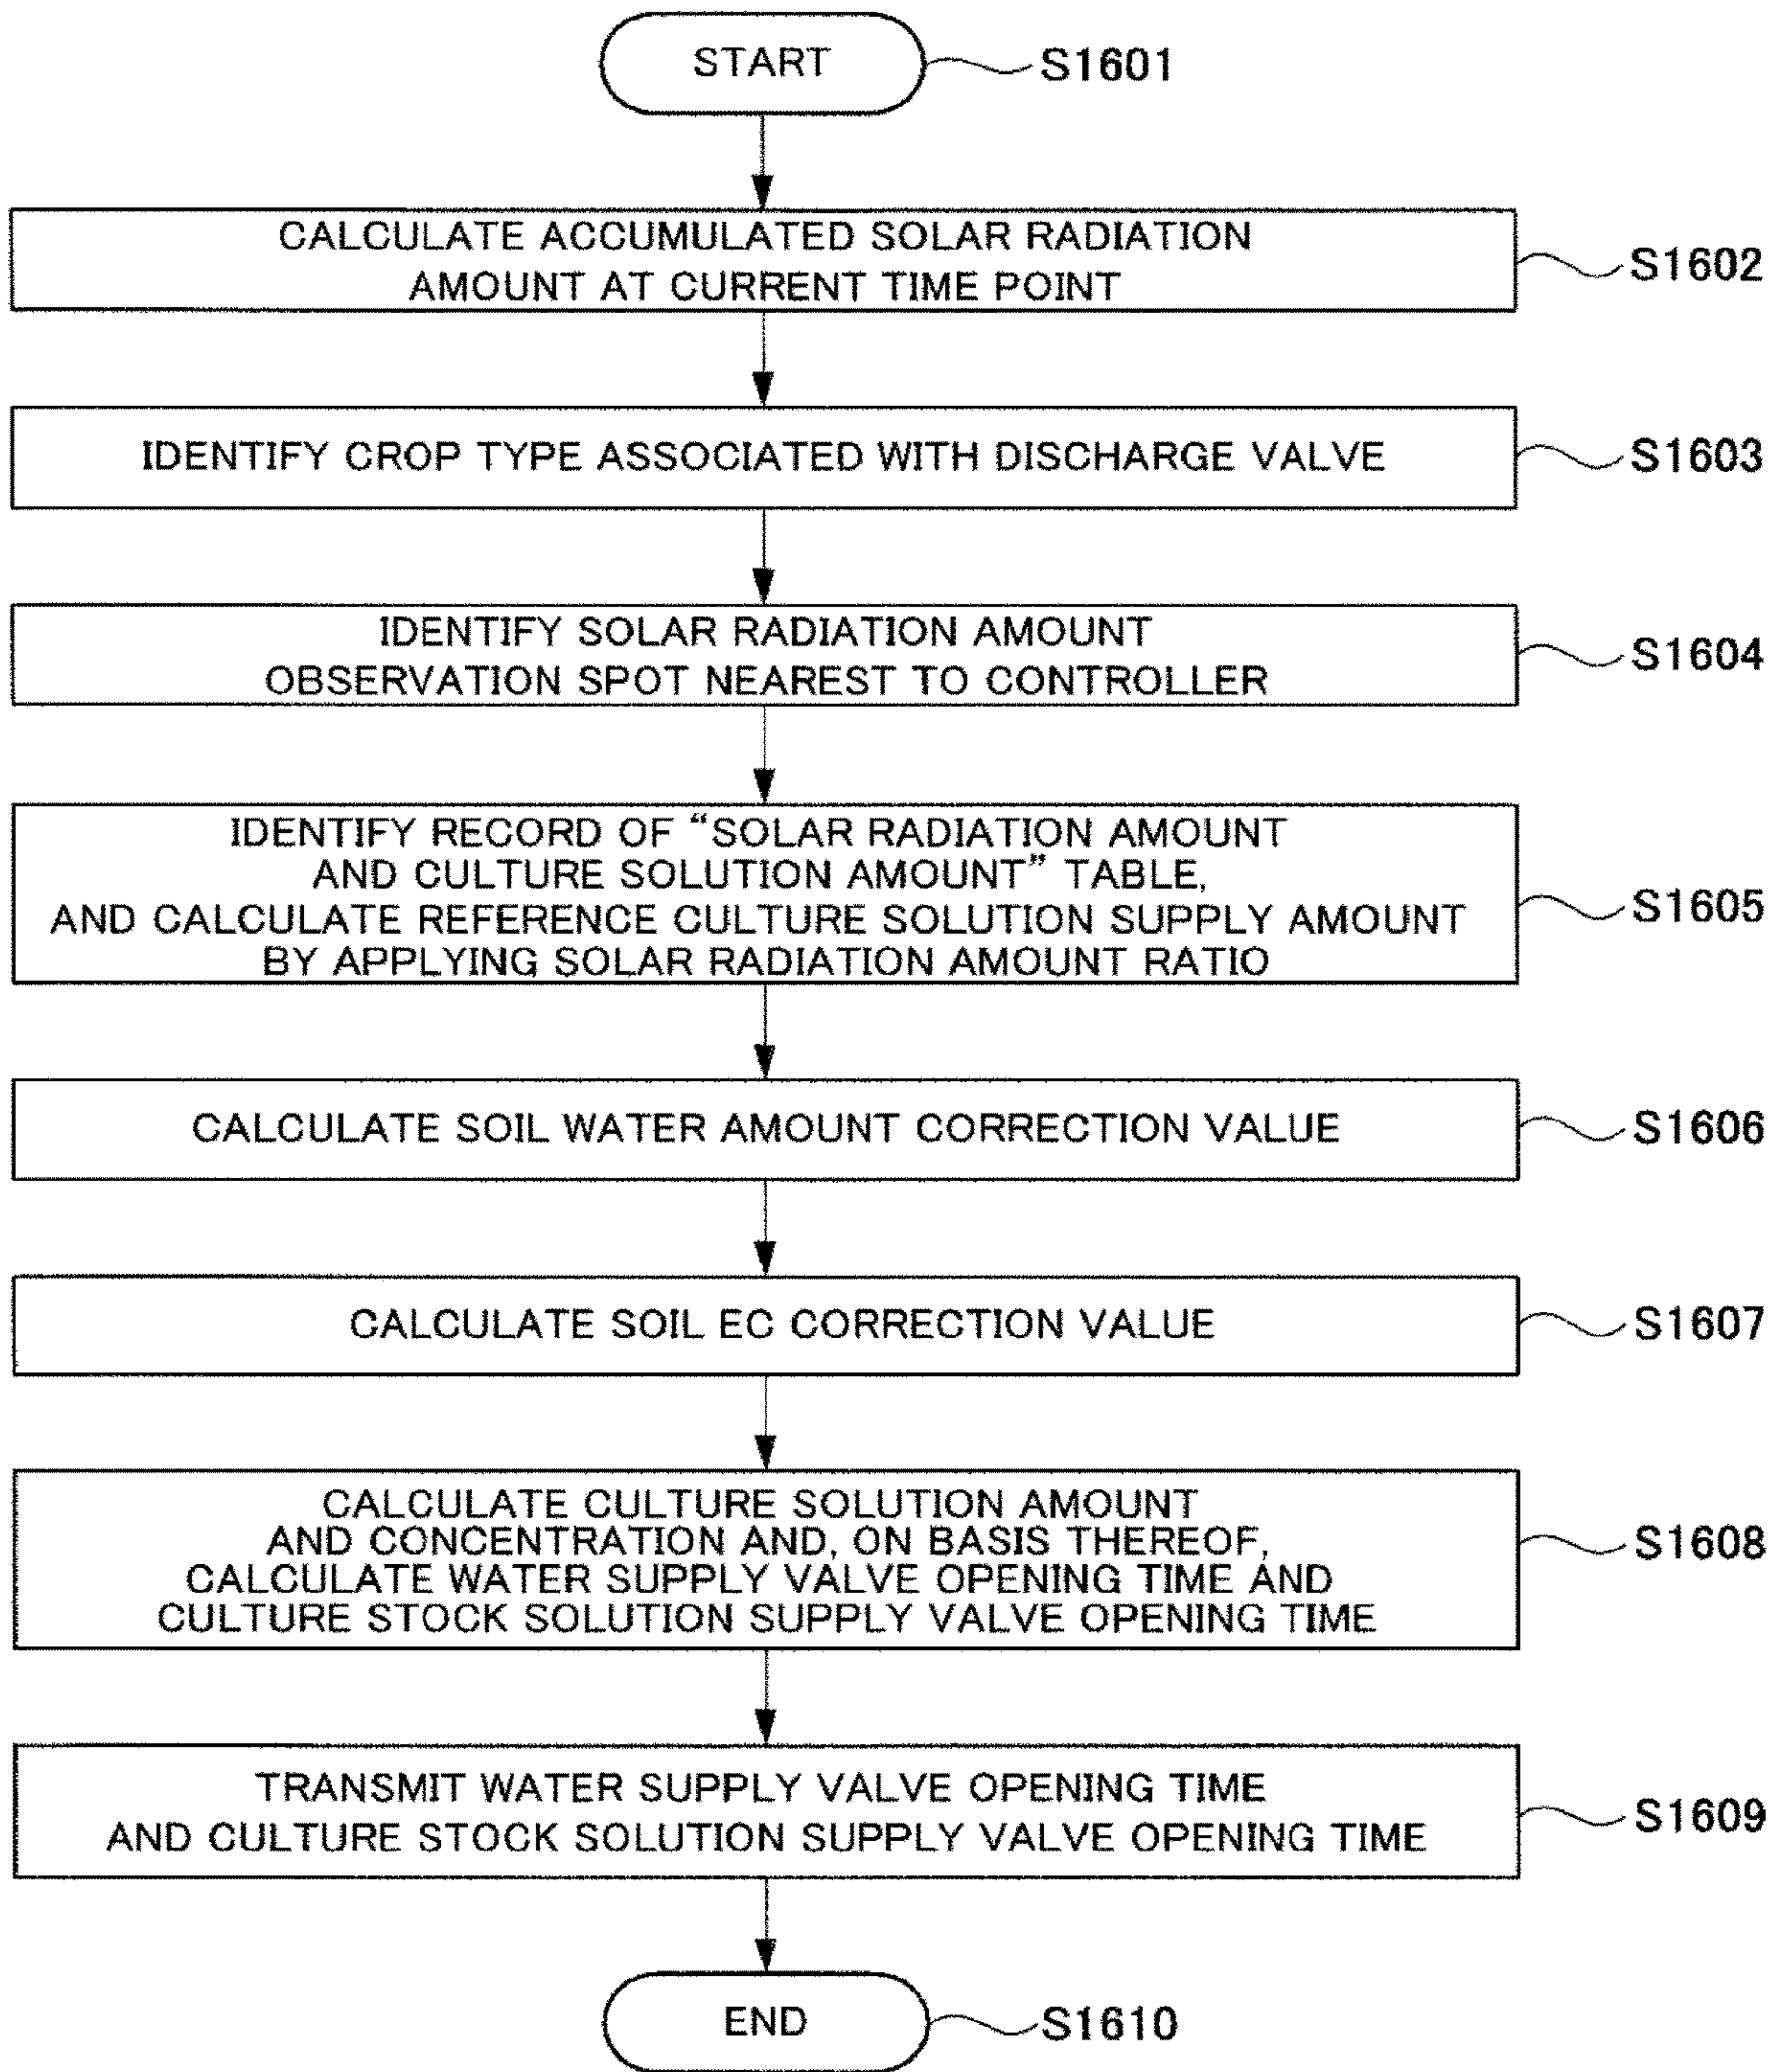 START
S1601
CALCULATE ACCUMULATED SOLAR RADIATION
AMOUNT AT CURRENT TIME POINT
S1602
IDENTIFY CROP TYPE ASSOCIATED WITH DISCHARGE VALVE
S1603
IDENTIFY SOLAR RADIATION AMOUNT
OBSERVATION SPOT NEAREST TO CONTROLLER
S1604
IDENTIFY RECORD OF “SOLAR RADIATION AMOUNT
AND CULTURE SOLUTION AMOUNT” TABLE,
AND CALCULATE REFERENCE CULTURE SOLUTION SUPPLY AMOUNT
BY APPLYING SOLAR RADIATION AMOUNT RATIO
S1605
CALCULATE SOIL WATER AMOUNT CORRECTION VALUE
S1606
CALCULATE SOIL EC CORRECTION VALUE
S1607
CALCULATE CULTURE SOLUTION AMOUNT
AND CONCENTRATION AND, ON BASIS THEREOF,
CALCULATE WATER SUPPLY VALVE OPENING TIME AND
CULTURE STOCK SOLUTION SUPPLY VALVE OPENING TIME
S1608
TRANSMIT WATER SUPPLY VALVE OPENING TIME
AND CULTURE STOCK SOLUTION SUPPLY VALVE OPENING TIME
S1609
END
S1610